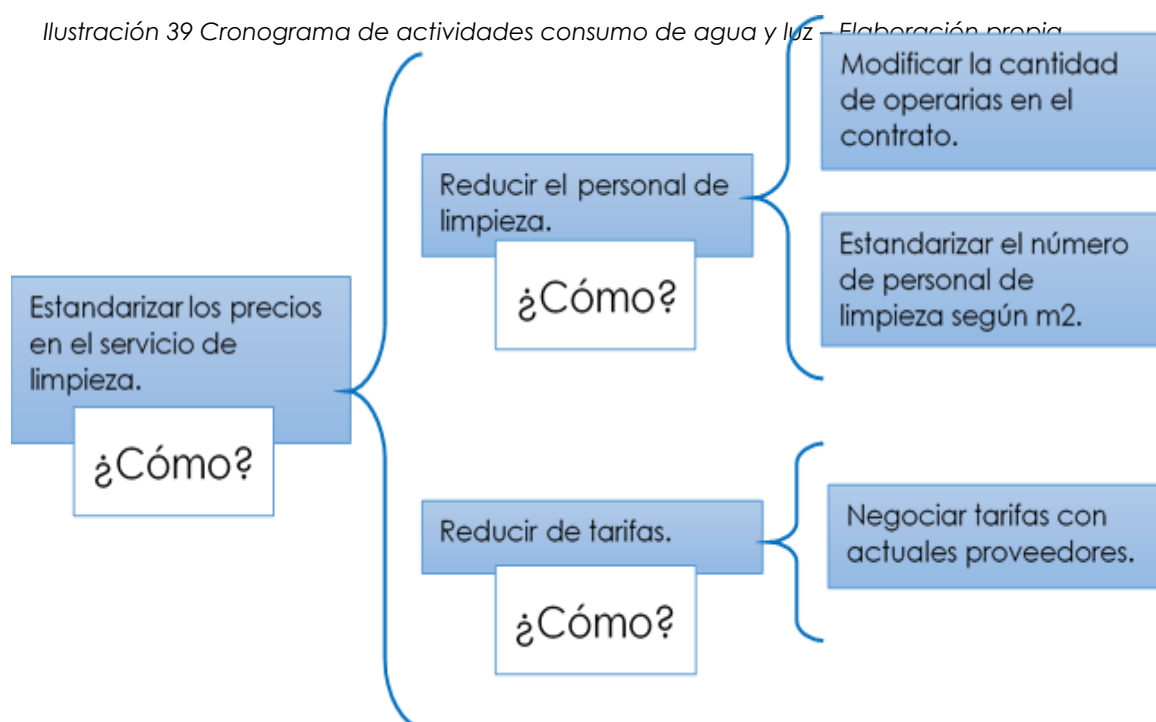 Ilustración 39 Cronograma de actividades consumo de agua y luz – Elaboración propia
Estandarizar los precios
en el servicio de
limpieza.
¿Cómo?
Reducir el personal de
limpieza.
¿Cómo?
Modificar la cantidad
de operarias en el
contrato.
Estandarizar el número
de personal de
limpieza según m2.
Reducir de tarifas.
¿Cómo?
Negociar tarifas con
actuales proveedores.